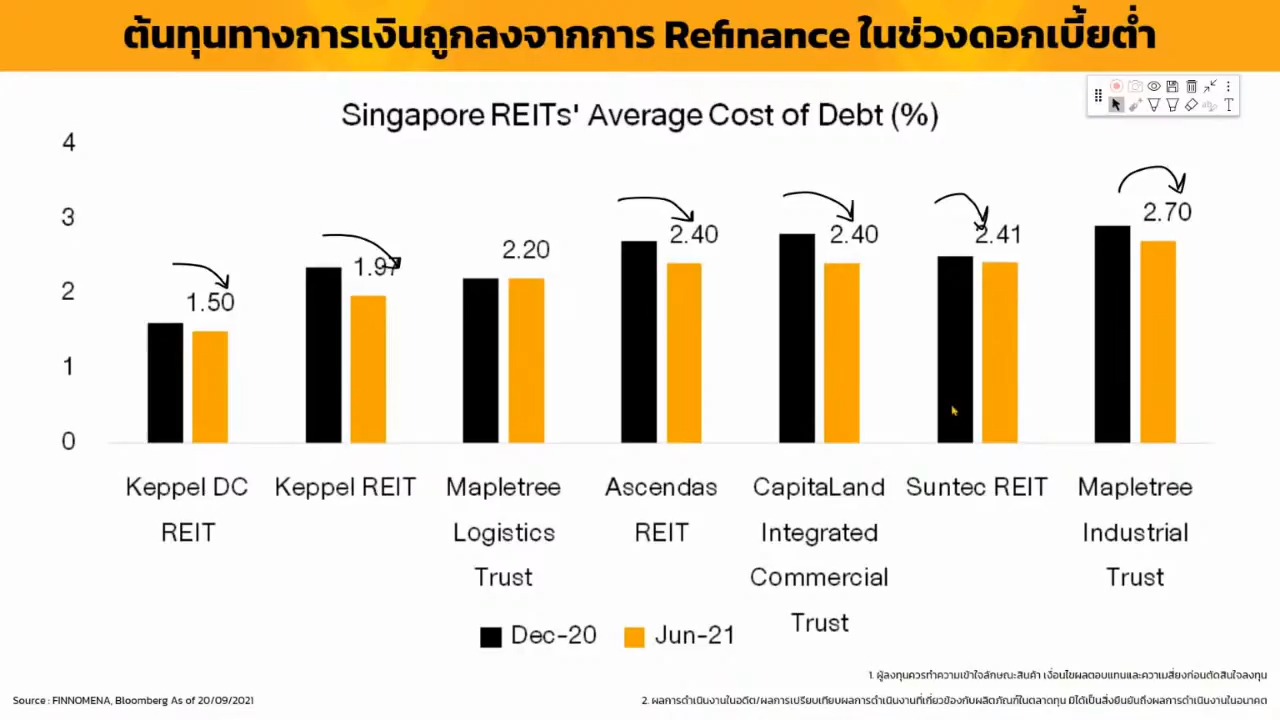 ต้นทุนทางการเงินถูกลงจากการ Refinance ในช่วงดอกเบี้ยต่ำ
Singapore REITs' Average Cost of Debt (%)
4
3
2
1
0
1.50
1.97
2.20
2.40
2.40
2.41
2.70
Keppel DC
REIT
Keppel REIT
Mapletree
Logistics
Trust
Ascendas
REIT
CapitaLand
Integrated
Commercial
Trust
Suntec REIT
Mapletree
Industrial
Trust
Dec-20
Jun-21
1. ผู้ลงทุนควรทำความเข้าใจลักษณะสินค้า เงื่อนไขผลตอบแทนและความเสี่ยงก่อนตัดสินใจลงทุน
Source : FINNOMENA, Bloomberg As of 20/09/2021
2. ผลการดำเนินงานในอดีต/ผลการเปรียบเทียบผลการดำเนินงานที่เกี่ยวข้องกับผลิตภัณฑ์ในตลาดทุน มิได้เป็นสิ่งยืนยันถึงผลการดำเนินงานในอนาคต